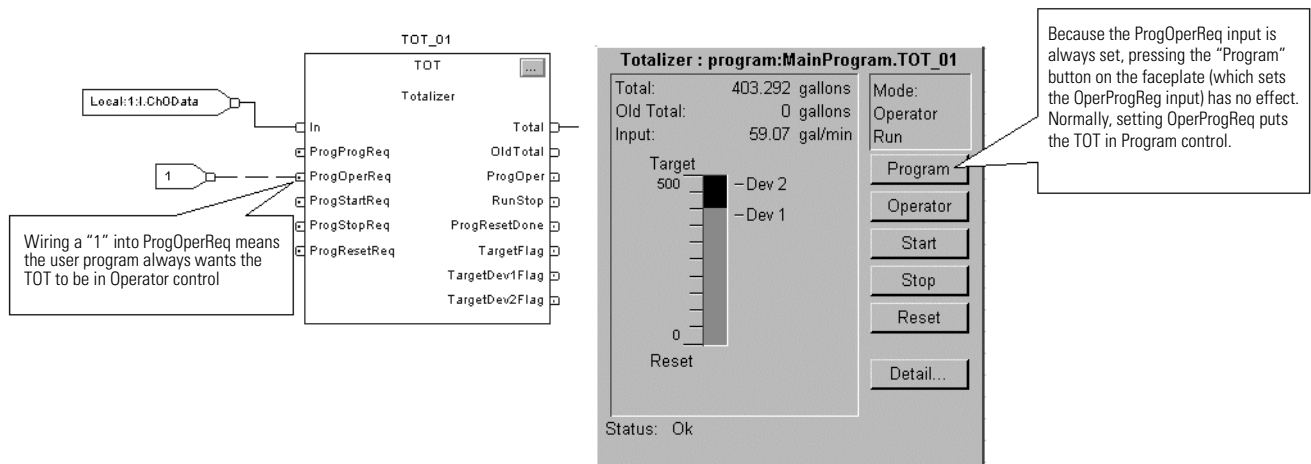 TOT_01
TOT
...
Totalizer
Local:1:I.Ch0Data
In
Total
ProgProgReq
OldTotal
1
ProgOperReq
ProgOper
ProgStartReq
RunStop
ProgStopReq
ProgResetDone
ProgResetReq
TargetFlag
TargetDev1Flag
TargetDev2Flag
Wiring a “1” into ProgOperReq means
the user program always wants the
TOT to be in Operator control
Totalizer : program:MainProgram.TOT_01
Total: 403.292 gallons
Old Total: 0 gallons
Input: 59.07 gal/min
Mode:
Operator
Run
Target
500
Dev 2
Dev 1
0
Reset
Program
Operator
Start
Stop
Reset
Detail...
Status: Ok
Because the ProgOperReq input is
always set, pressing the “Program”
button on the faceplate (which sets
the OperProgReg input) has no effect.
Normally, setting OperProgReq puts
the TOT in Program control.